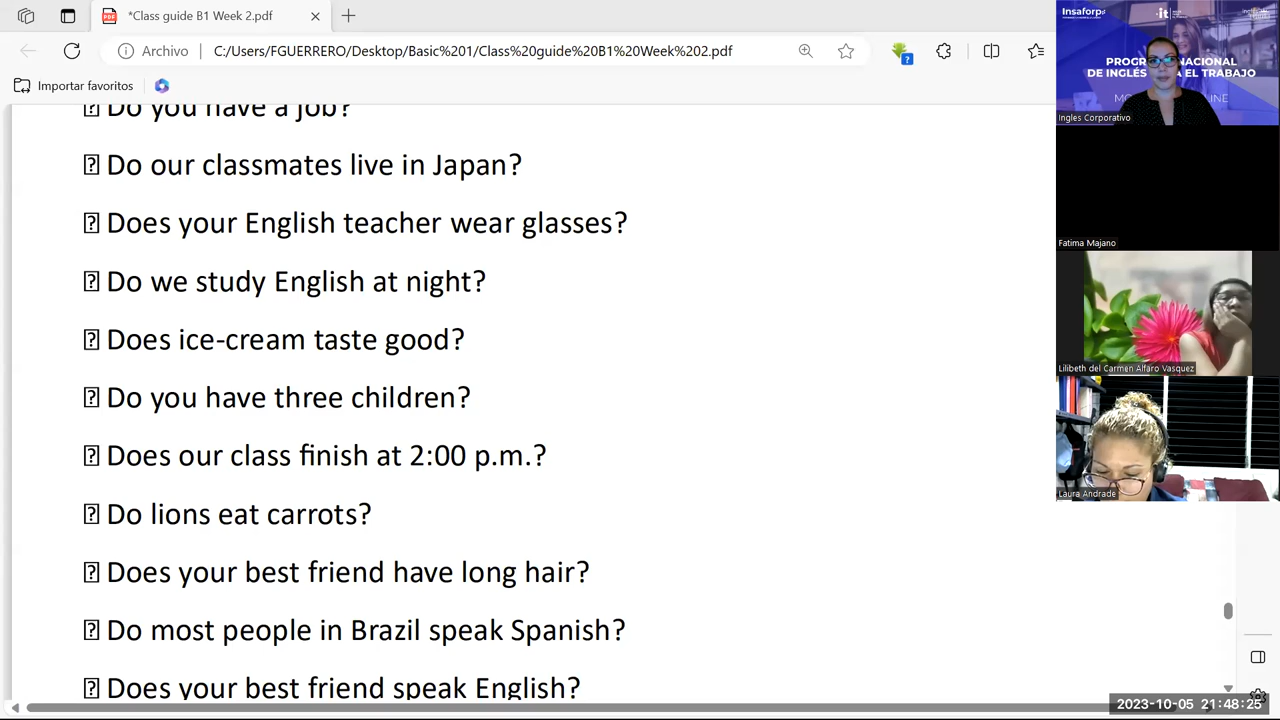 *Class guide B1 Week 2.pdf
Archivo
C:/Users/FGUERRERO/Desktop/Basic%201/Class%20guide%20B1%20Week%202.pdf
Importar favoritos
Do you have a job?
Do our classmates live in Japan?
Does your English teacher wear glasses?
Do we study English at night?
Does ice-cream taste good?
Do you have three children?
Does our class finish at 2:00 p.m.?
Do lions eat carrots?
Does your best friend have long hair?
Do most people in Brazil speak Spanish?
Does your best friend speak English?
Insaforp
it
Ingles Corporativo
Fatima Majano
Lilibeth del Carmen Alfaro Vasquez
Laura Andrade
2023-10-05 21:48:25